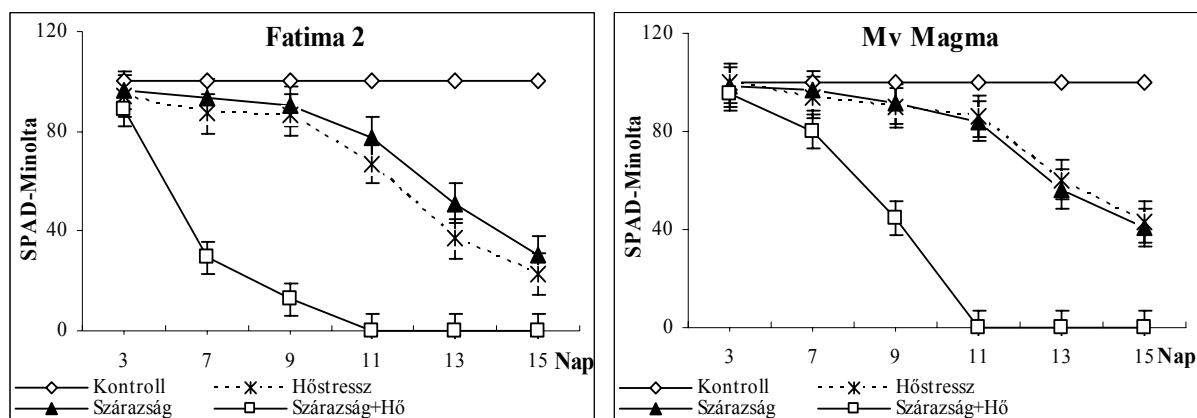 Fatima 2
SPAD-Minolta
120
80
40
0
3 7 9 11 13 15 Nap
Kontroll Hőstressz
Szárazság Szárazság+Hő
Mv Magma
SPAD-Minolta
120
80
40
0
3 7 9 11 13 15 Nap
Kontroll Hőstressz
Szárazság Szárazság+Hő